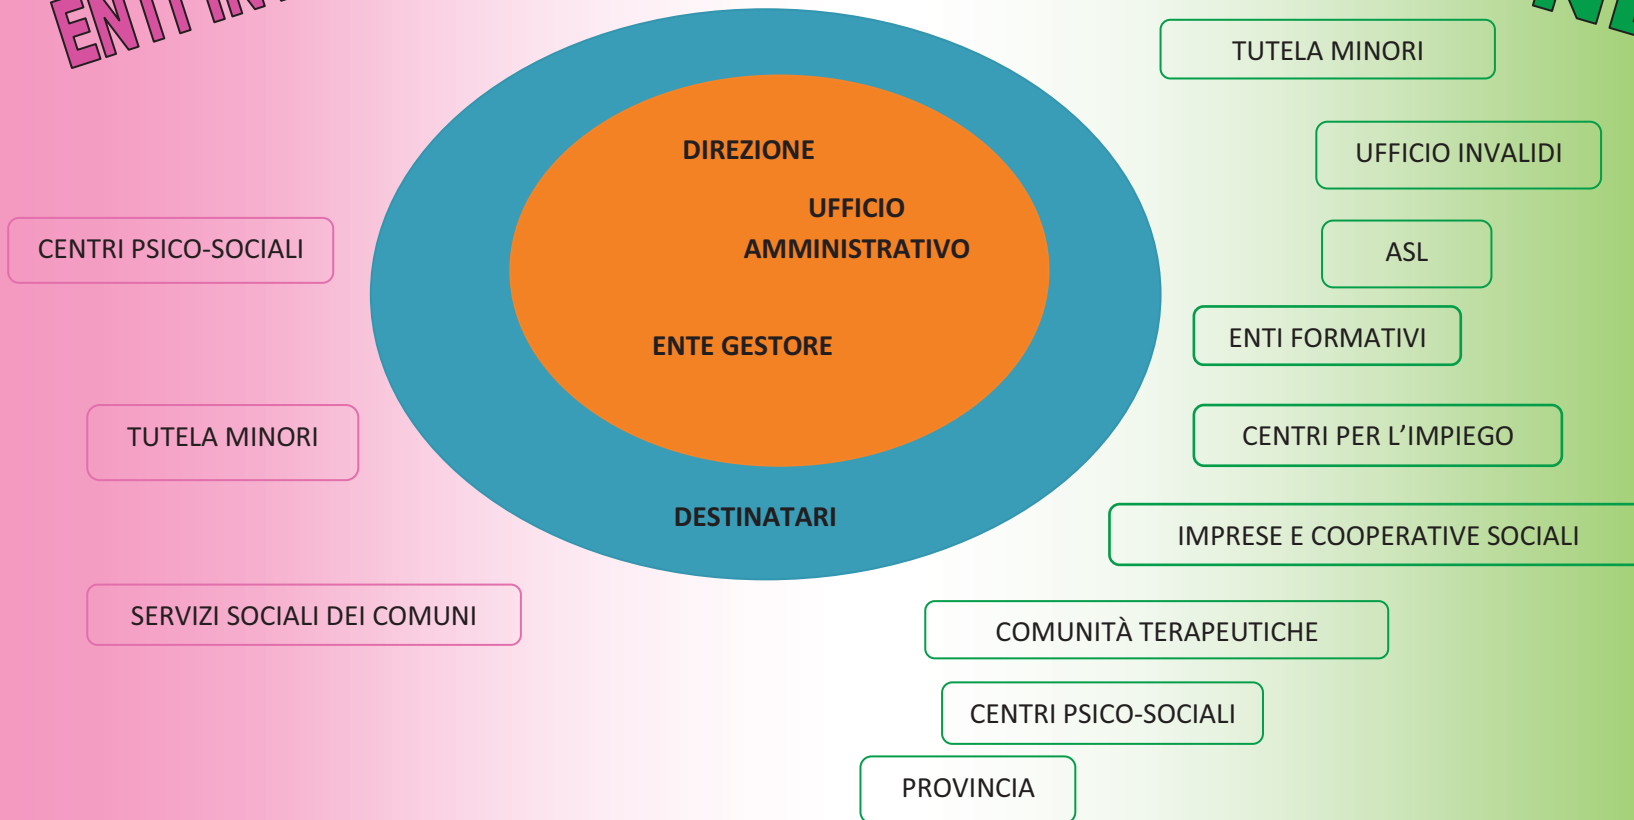 ENTI
TUTELA MINORI
DIREZIONE
UFFICIO INVALIDI
UFFICIO
AMMINISTRATIVO
CENTRI PSICO-SOCIALI
ASL
ENTI FORMATIVI
ENTE GESTORE
TUTELA MINORI
CENTRI PER L’IMPIEGO
DESTINATARI
IMPRESE E COOPERATIVE SOCIALI
SERVIZI SOCIALI DEI COMUNI
COMUNITÀ TERAPEUTICHE
CENTRI PSICO-SOCIALI
PROVINCIA